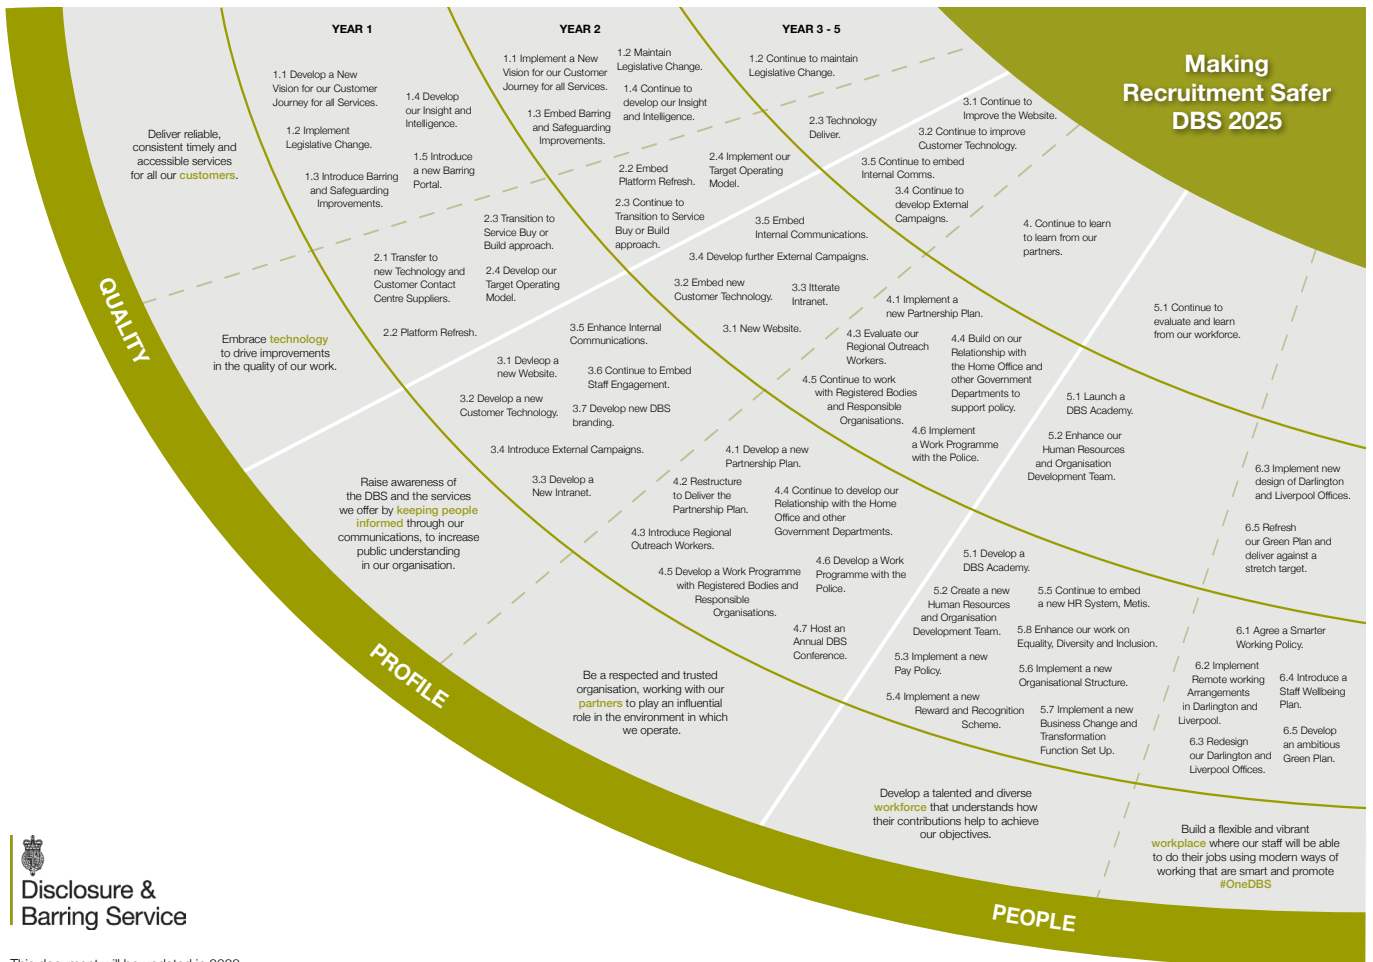 YEAR 1
YEAR 2
YEAR 3 - 5
Making
Recruitment Safer
DBS 2025
QUALITY
Deliver reliable,
consistent timely and
accessible services
for all our customers.
1.1 Develop a New
Vision for our Customer
Journey for all Services.
1.2 Implement
Legislative Change.
1.3 Introduce Barring
and Safeguarding
Improvements.
1.4 Develop
our Insight and
Intelligence.
1.5 Introduce
a new Barring
Portal.
1.1 Implement a New
Vision for our Customer
Journey for all Services.
1.2 Maintain
Legislative Change.
1.3 Embed Barring
and Safeguarding
Improvements.
1.4 Continue to
develop our Insight
and Intelligence.
1.2 Continue to maintain
Legislative Change.
Embrace technology
to drive improvements
in the quality of our work.
2.1 Transfer to
new Technology and
Customer Contact
Centre Suppliers.
2.2 Platform Refresh.
2.3 Transition to
Service Buy or
Build approach.
2.4 Develop our
Target Operating
Model.
2.2 Embed
Platform Refresh.
2.3 Continue to
Transition to Service
Buy or Build
approach.
2.4 Implement our
Target Operating
Model.
2.3 Technology
Deliver.
PROFILE
Raise awareness of
the DBS and the services
we offer by keeping people
informed through our
communications, to increase
public understanding
in our organisation.
3.1 Devleop a
new Website.
3.2 Develop a new
Customer Technology.
3.3 Develop a
New Intranet.
3.4 Introduce External Campaigns.
3.5 Enhance Internal
Communications.
3.6 Continue to Embed
Staff Engagement.
3.7 Develop new DBS
branding.
3.1 New Website.
3.2 Embed new
Customer Technology.
3.3 Itterate
Intranet.
3.4 Develop further External Campaigns.
3.5 Embed
Internal Communications.
3.1 Continue to
Improve the Website.
3.2 Continue to improve
Customer Technology.
3.5 Continue to embed
Internal Comms.
3.4 Continue to
develop External
Campaigns.
Be a respected and trusted
organisation, working with our
partners to play an influential
role in the environment in which
we operate.
4.1 Develop a new
Partnership Plan.
4.2 Restructure
to Deliver the
Partnership Plan.
4.3 Introduce Regional
Outreach Workers.
4.4 Continue to develop our
Relationship with the Home
Office and other
Government Departments.
4.5 Develop a Work Programme
with Registered Bodies and
Responsible
Organisations.
4.6 Develop a Work
Programme with the
Police.
4.7 Host an
Annual DBS
Conference.
4.1 Implement a
new Partnership Plan.
4.3 Evaluate our
Regional Outreach
Workers.
4.4 Build on our
Relationship with
the Home Office and
other Government
Departments to
support policy.
4.5 Continue to work
with Registered Bodies
and Responsible
Organisations.
4.6 Implement
a Work Programme
with the Police.
4. Continue to learn
to learn from our
partners.
PEOPLE
Develop a talented and diverse
workforce that understands how
their contributions help to achieve
our objectives.
5.1 Develop a
DBS Academy.
5.2 Create a new
Human Resources
and Organisation
Development Team.
5.3 Implement a new
Pay Policy.
5.4 Implement a new
Reward and Recognition
Scheme.
5.5 Continue to embed
a new HR System, Metis.
5.8 Enhance our work on
Equality, Diversity and Inclusion.
5.6 Implement a new
Organisational Structure.
5.7 Implement a new
Business Change and
Transformation
Function Set Up.
5.1 Launch a
DBS Academy.
5.2 Enhance our
Human Resources
and Organisation
Development Team.
5.1 Continue to
evaluate and learn
from our workforce.
Build a flexible and vibrant
workplace where our staff will be able
to do their jobs using modern ways of
working that are smart and promote
#OneDBS
6.1 Agree a Smarter
Working Policy.
6.2 Implement
Remote working
Arrangements
in Darlington and
Liverpool.
6.3 Redesign
our Darlington and
Liverpool Offices.
6.4 Introduce a
Staff Wellbeing
Plan.
6.5 Develop
an ambitious
Green Plan.
6.3 Implement new
design of Darlington
and Liverpool Offices.
6.5 Refresh
our Green Plan and
deliver against a
stretch target.
Disclosure &
Barring Service
This document will be updated in